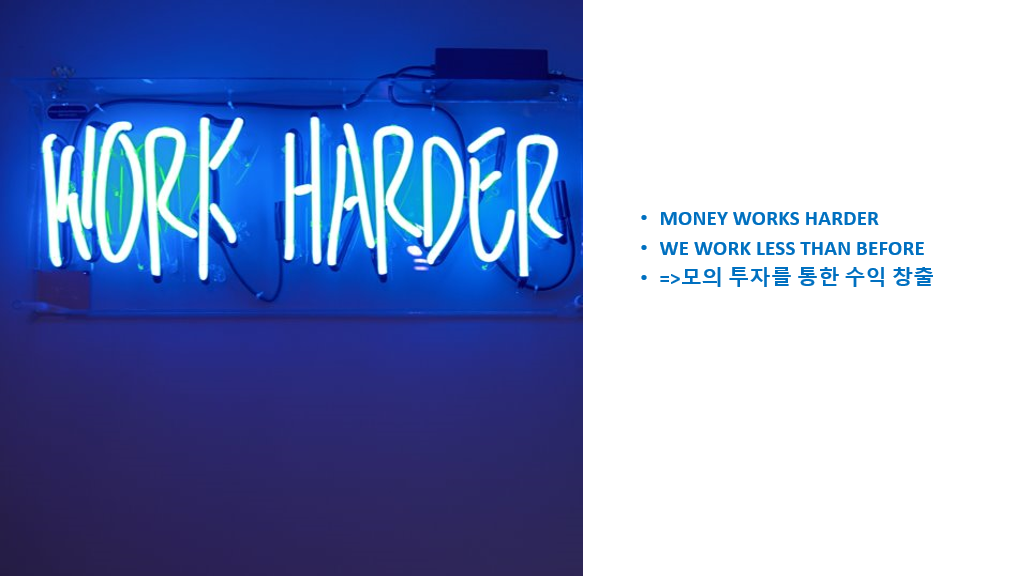 WORK HARDER
• MONEY WORKS HARDER
• WE WORK LESS THAN BEFORE
• =>모의 투자를 통한 수익 창출